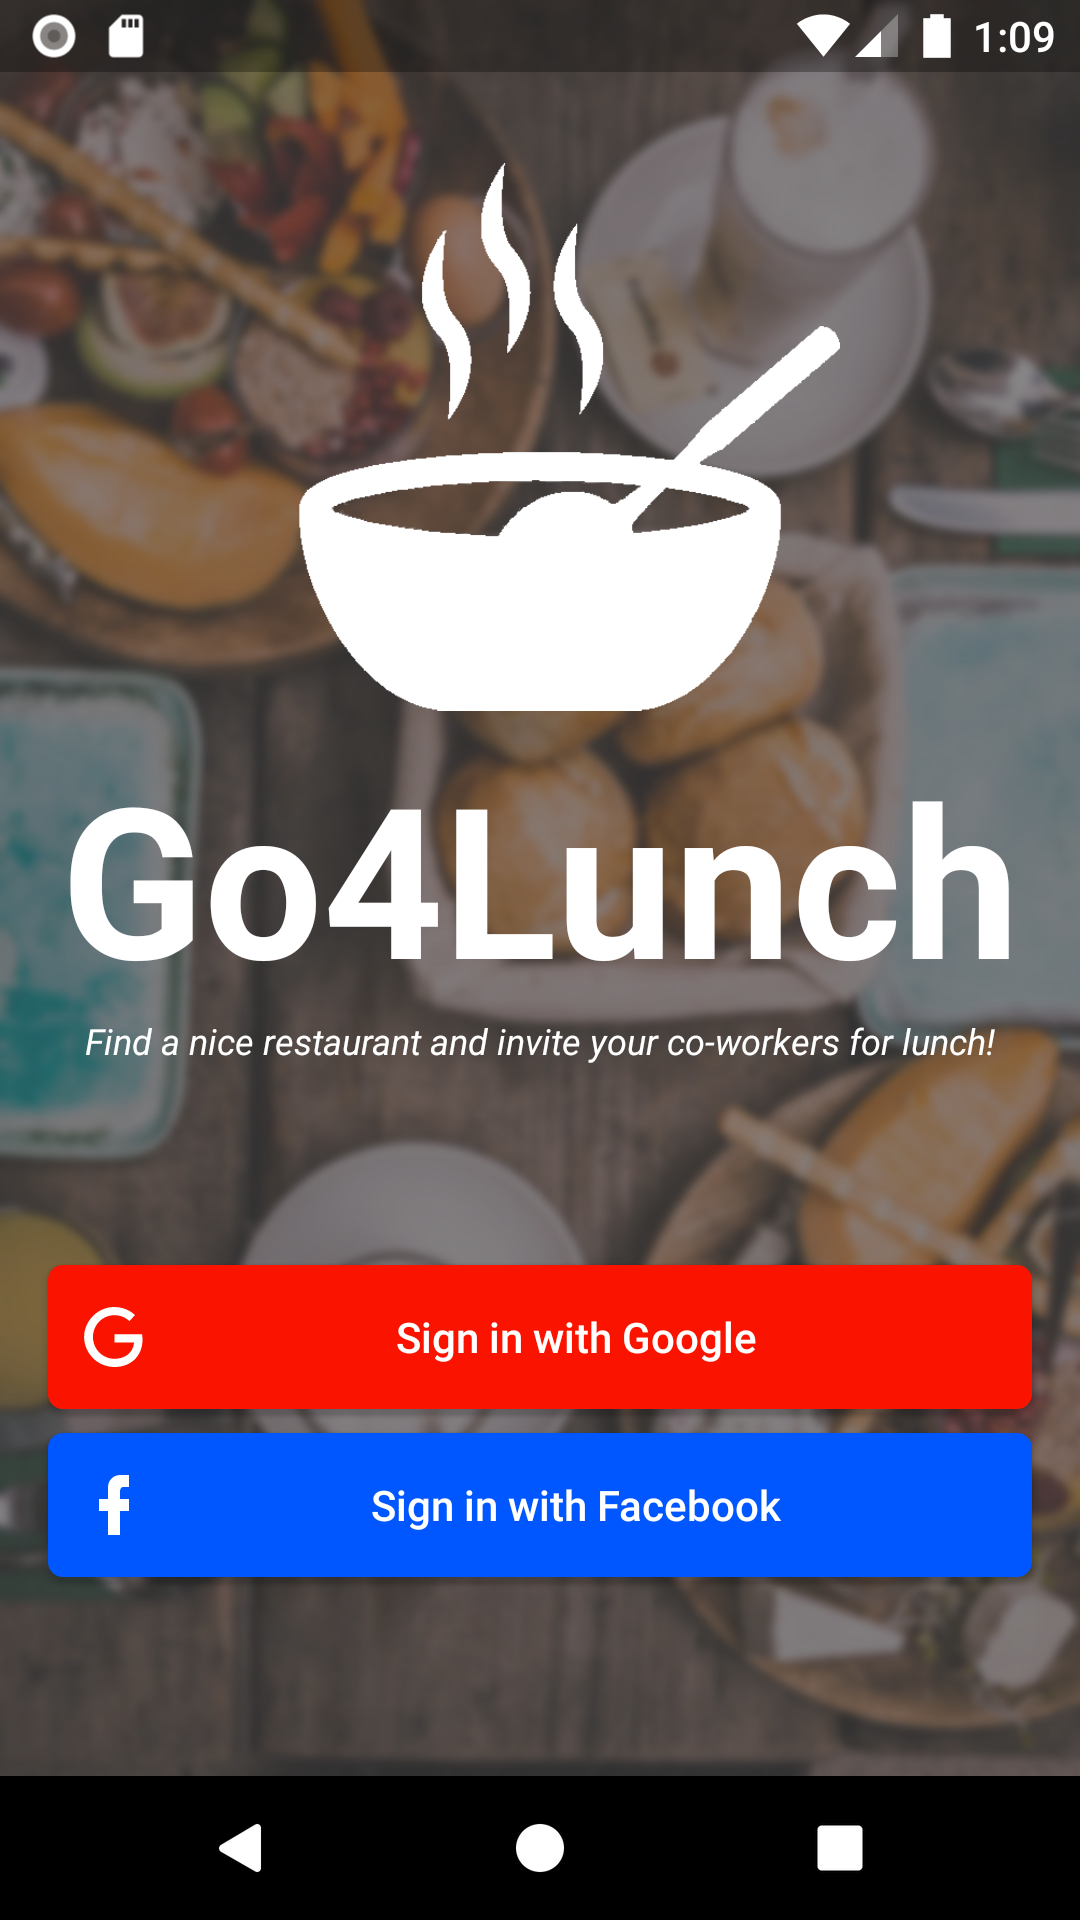 1:09
Go4Lunch
Find a nice restaurant and invite your co-workers for lunch!
Sign in with Google
Sign in with Facebook